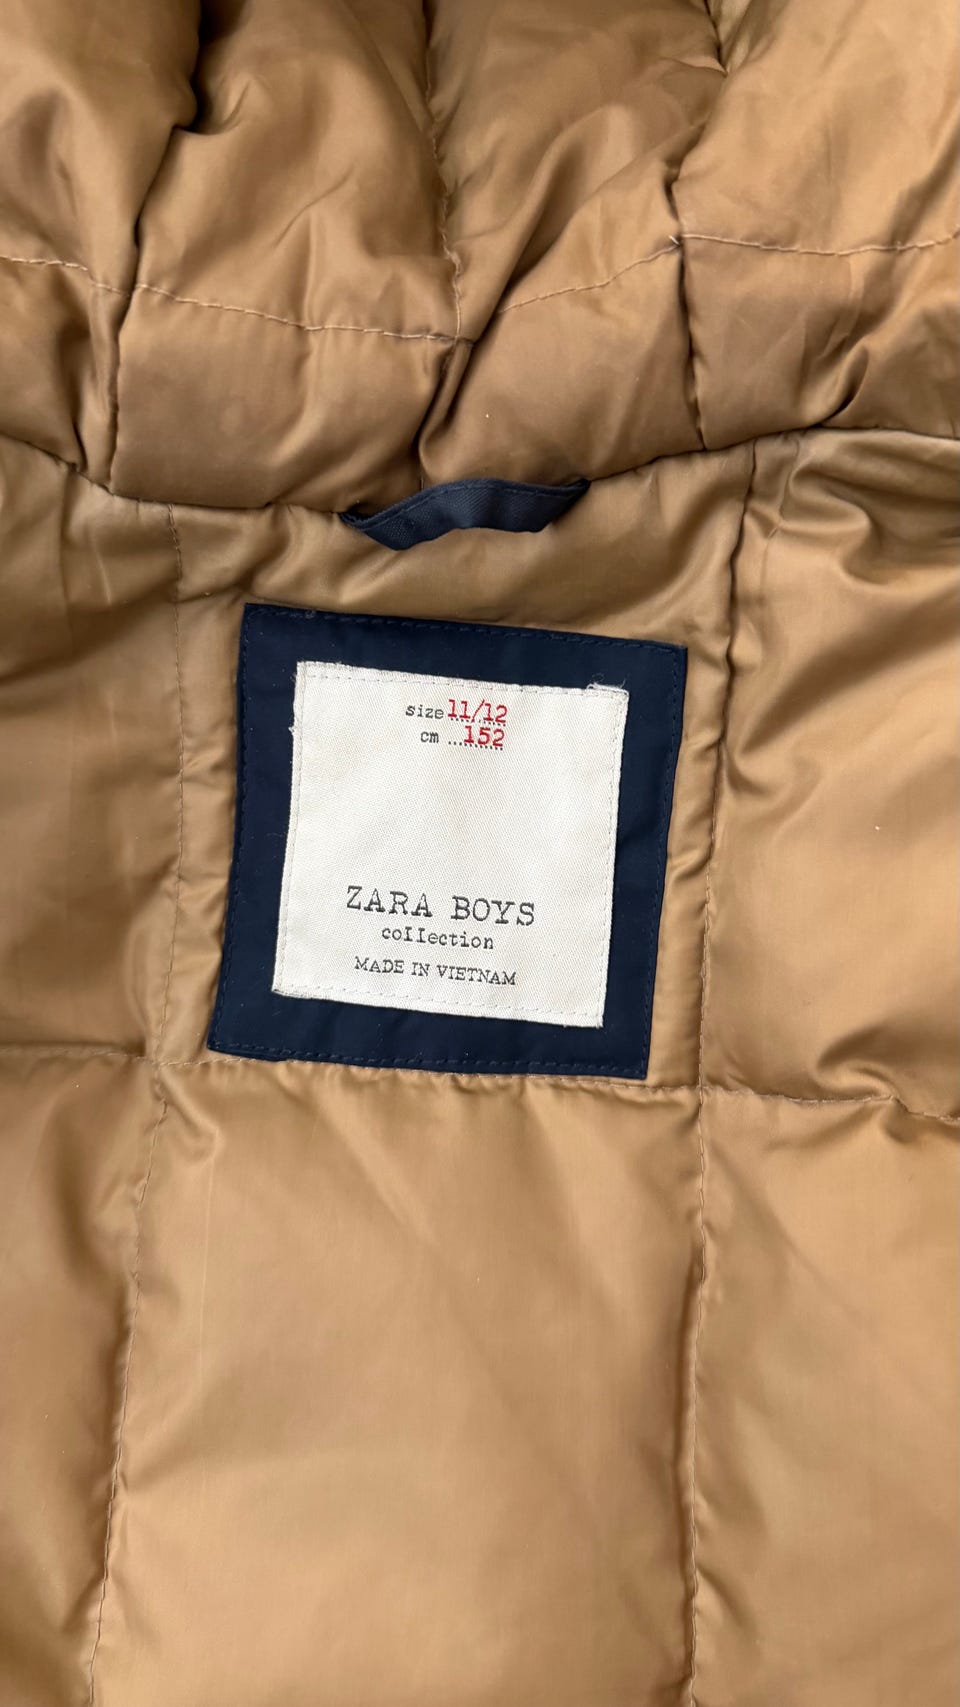 size 11/12
cm ...152
ZARA BOYS
collection
MADE IN VIETNAM